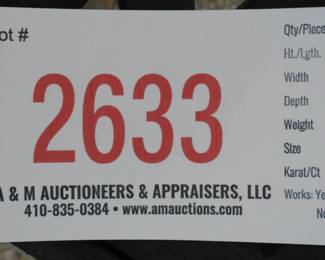 ot #
2633
A & M AUCTIONEERS & APPRAISERS, LLC
410-835-0384 • www.amauctions.com
Qty/Piece
Ht./Lgth.
Width
Depth
Weight
Size
Karat/Ct
Works: Ye
N